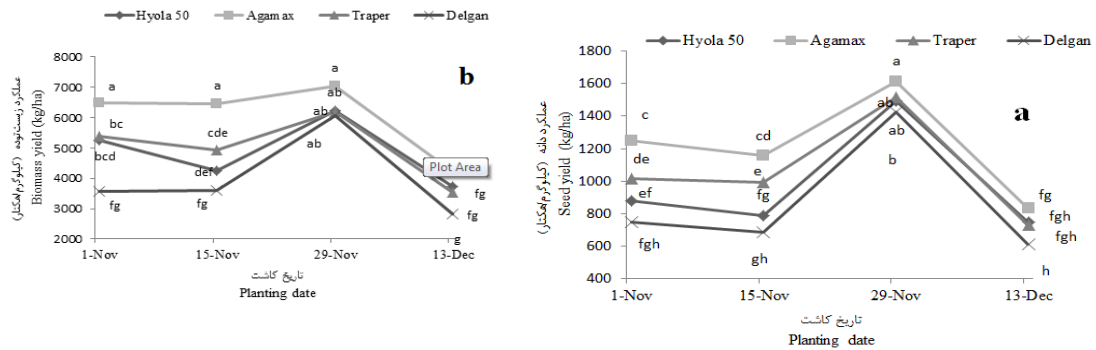 Hyola 50 Agamax Traper Delgan
b
عملکرد زیست‌توده (کیلوگرم/هکتار)
Biomass yield (kg/ha)
8000
7000
6000
5000
4000
3000
2000
a a a
ab
bc ab
cde
bcd
def
ab
Plot Area
fg fg fg
fg
g
1-Nov 15-Nov 29-Nov 13-Dec
تاریخ کاشت
Planting date
Hyola 50 Agamax Traper Delgan
a
عملکرد دانه (کیلوگرم/هکتار)
Seed yield (kg/ha)
1800
1600
1400
1200
1000
800
600
400
a
c
cd ab
de
e ab
ef fg b
fg
fgh
fgh
fgh gh
h
1-Nov 15-Nov 29-Nov 13-Dec
تاریخ کاشت
Planting date